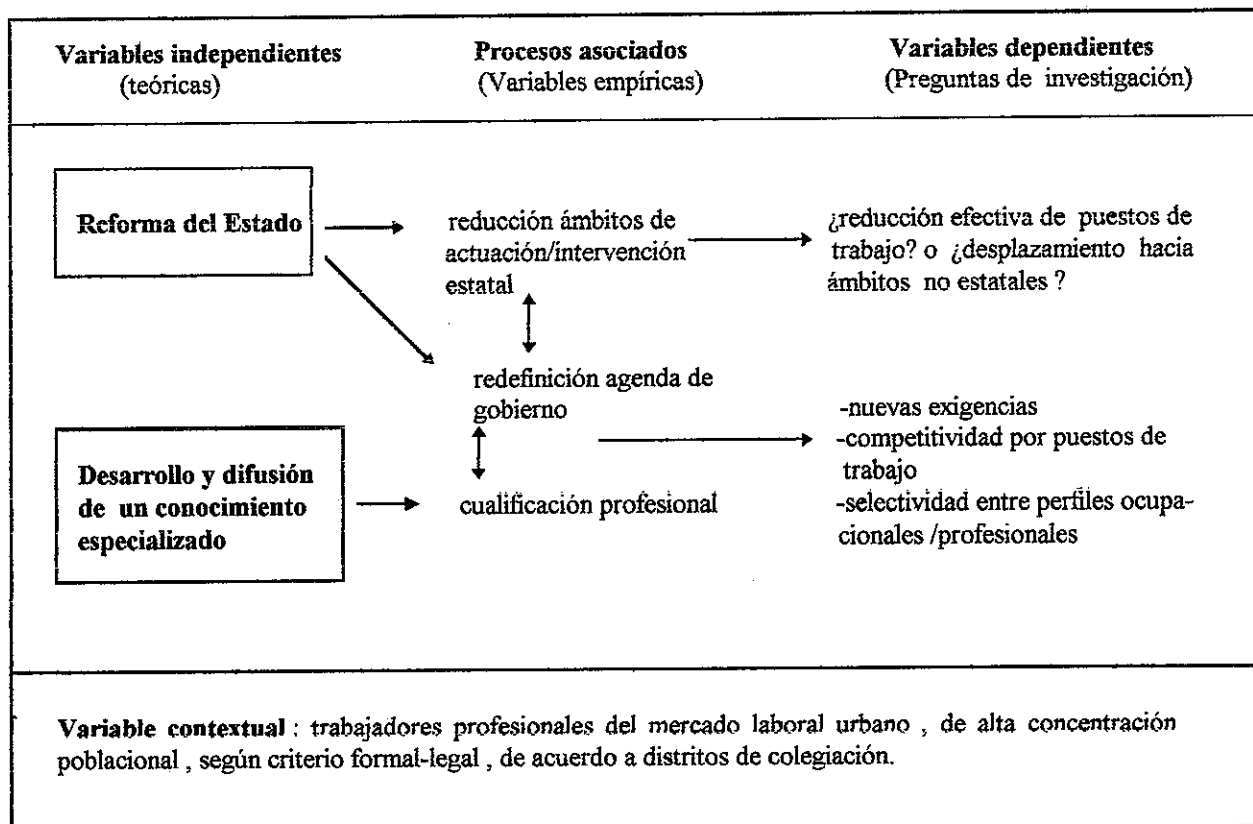 Variables independientes
(teóricas)
Procesos asociados
(Variables empíricas)
Variables dependientes
(Preguntas de investigación)
Reforma del Estado
reducción ámbitos de
actuación/intervención
estatal
¿reducción efectiva de puestos de
trabajo? o ¿desplazamiento hacia
ámbitos no estatales ?
redefinición agenda de
gobierno
-nuevas exigencias
-competitividad por puestos de
trabajo
-selectividad entre perfiles ocupa-
cionales /profesionales
Desarrollo y difusión
de un conocimiento
especializado
cualificación profesional
Variable contextual : trabajadores profesionales del mercado laboral urbano , de alta concentración
poblacional , según criterio formal-legal , de acuerdo a distritos de colegiación.